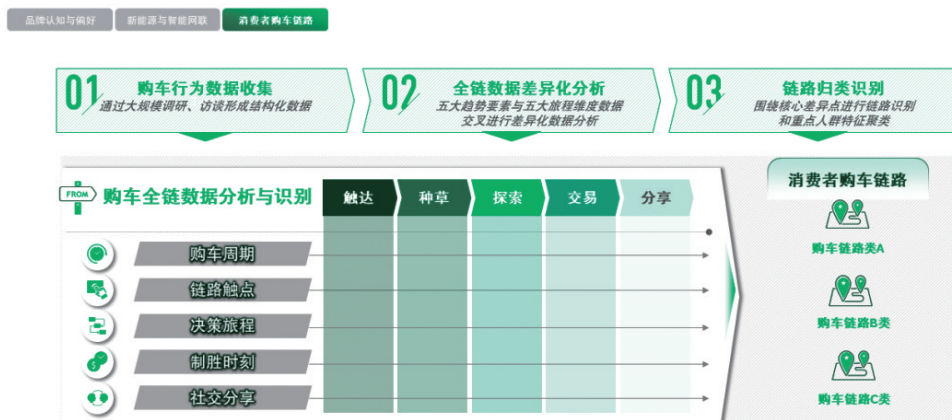 品牌认知与偏好
新能源与智能网联
消费者购车链路
01
购车行为数据收集
通过大规模调研、访谈形成结构化数据
02
全链数据差异化分析
五大趋势要素与五大旅程维度数据
交叉进行差异化数据分析
03
链路归类识别
围绕核心差异点进行链路识别
和重点人群特征聚类
FROM
购车全链数据分析与识别
触达
种草
探索
交易
分享
购车周期
链路触点
决策旅程
制胜时刻
社交分享
消费者购车链路
购车链路类A
购车链路B类
购车链路C类